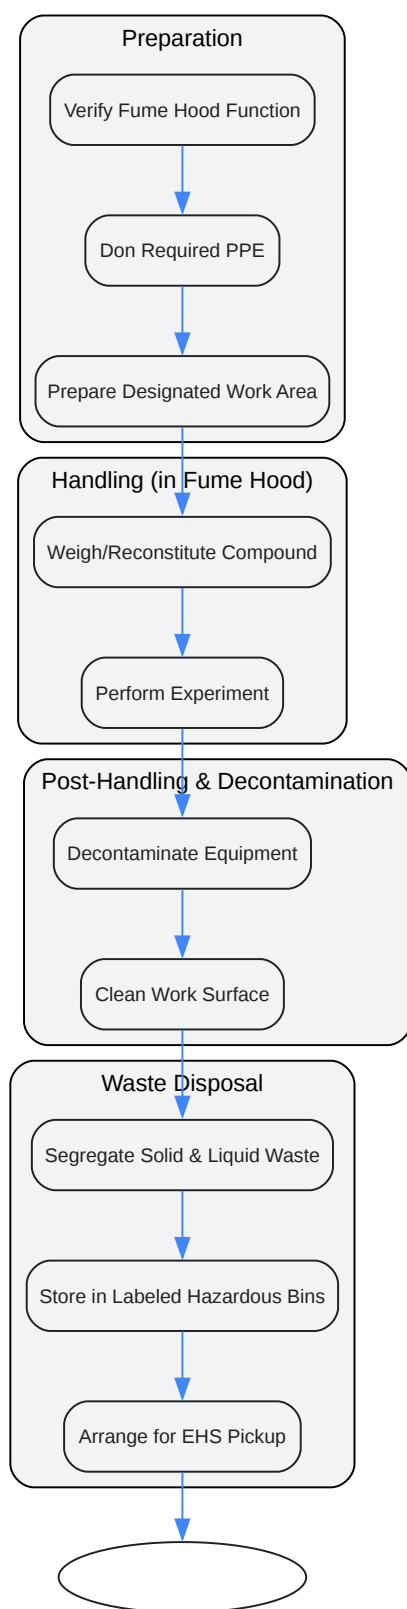 Preparation
Verify Fume Hood Function
Don Required PPE
Prepare Designated Work Area
Handling (in Fume Hood)
Weigh/Reconstitute Compound
Perform Experiment
Post-Handling & Decontamination
Decontaminate Equipment
Clean Work Surface
Waste Disposal
Segregate Solid & Liquid Waste
Store in Labeled Hazardous Bins
Arrange for EHS Pickup